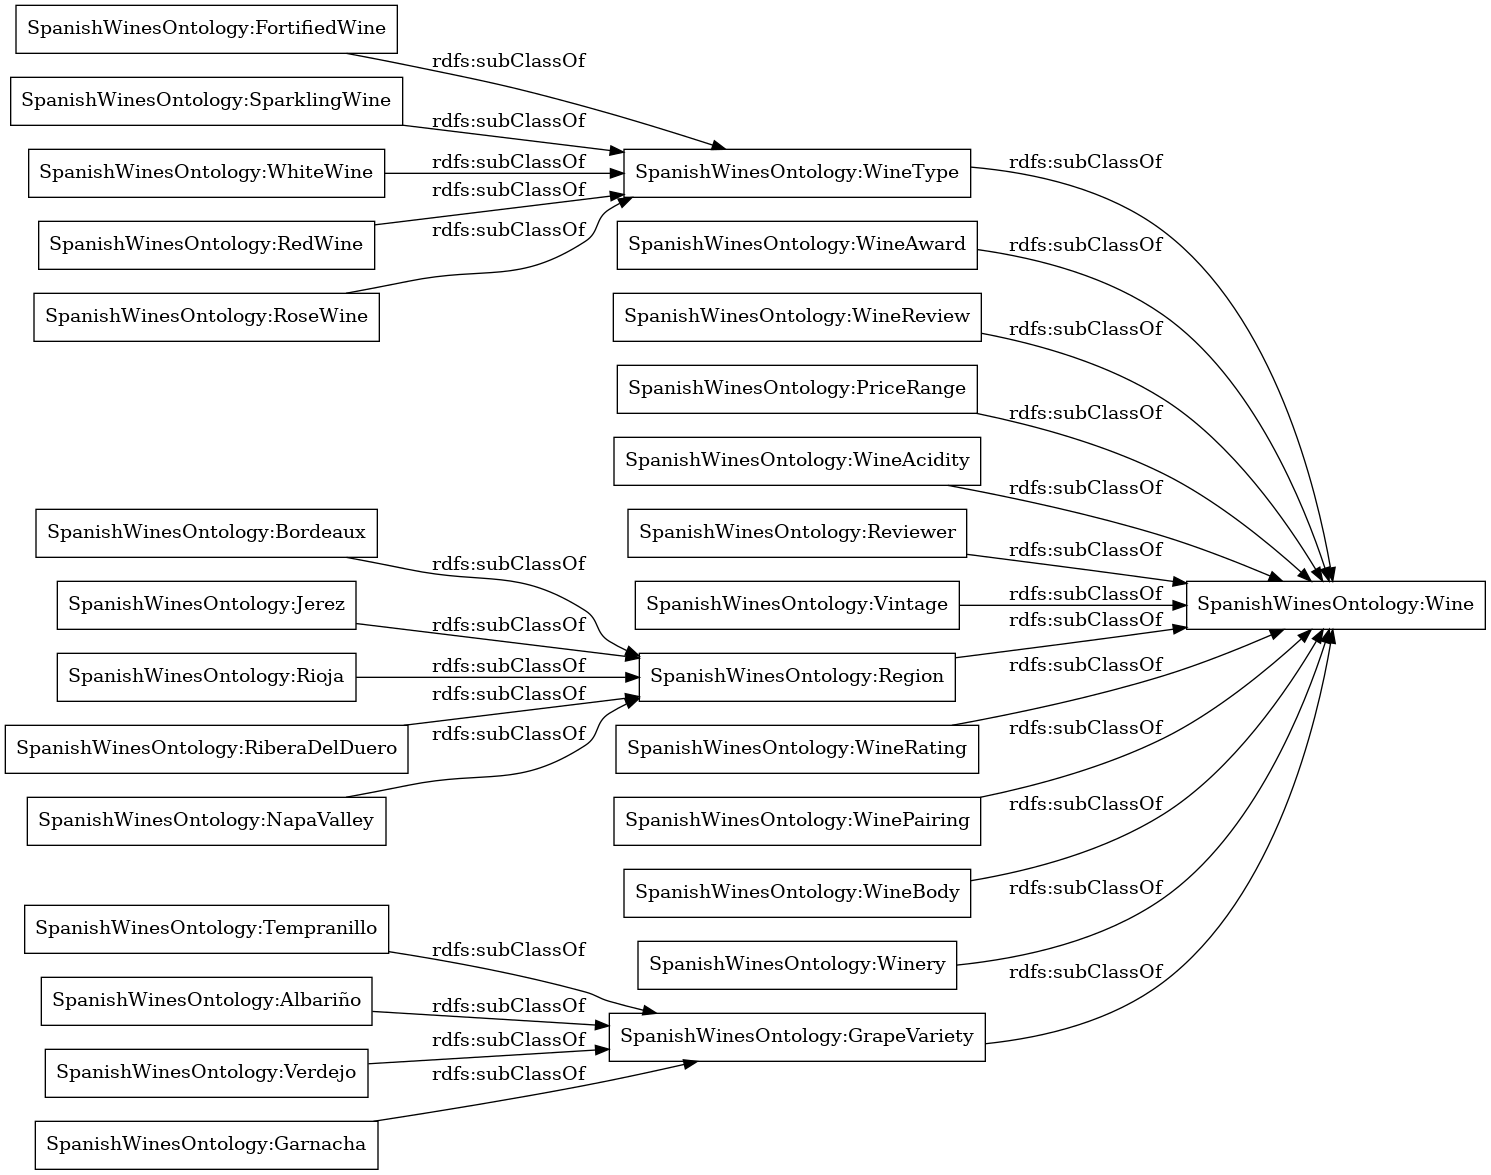 SpanishWinesOntology:FortifiedWine
rdfs:subClassOf
SpanishWinesOntology:SparklingWine
rdfs:subClassOf
SpanishWinesOntology:WhiteWine
rdfs:subClassOf
SpanishWinesOntology:RedWine
rdfs:subClassOf
SpanishWinesOntology:RoseWine
rdfs:subClassOf
SpanishWinesOntology:Bordeaux
rdfs:subClassOf
SpanishWinesOntology:Jerez
rdfs:subClassOf
SpanishWinesOntology:Rioja
rdfs:subClassOf
SpanishWinesOntology:RiberaDelDuero
rdfs:subClassOf
SpanishWinesOntology:NapaValley
rdfs:subClassOf
SpanishWinesOntology:Tempranillo
rdfs:subClassOf
SpanishWinesOntology:Albariño
rdfs:subClassOf
SpanishWinesOntology:Verdejo
rdfs:subClassOf
SpanishWinesOntology:Garnacha
rdfs:subClassOf
SpanishWinesOntology:WineType
rdfs:subClassOf
SpanishWinesOntology:WineAward
rdfs:subClassOf
SpanishWinesOntology:WineReview
rdfs:subClassOf
SpanishWinesOntology:PriceRange
rdfs:subClassOf
SpanishWinesOntology:WineAcidity
rdfs:subClassOf
SpanishWinesOntology:Reviewer
rdfs:subClassOf
SpanishWinesOntology:Vintage
rdfs:subClassOf
SpanishWinesOntology:Region
rdfs:subClassOf
SpanishWinesOntology:WineRating
rdfs:subClassOf
SpanishWinesOntology:WinePairing
rdfs:subClassOf
SpanishWinesOntology:WineBody
rdfs:subClassOf
SpanishWinesOntology:Winery
rdfs:subClassOf
SpanishWinesOntology:GrapeVariety
rdfs:subClassOf
SpanishWinesOntology:Wine